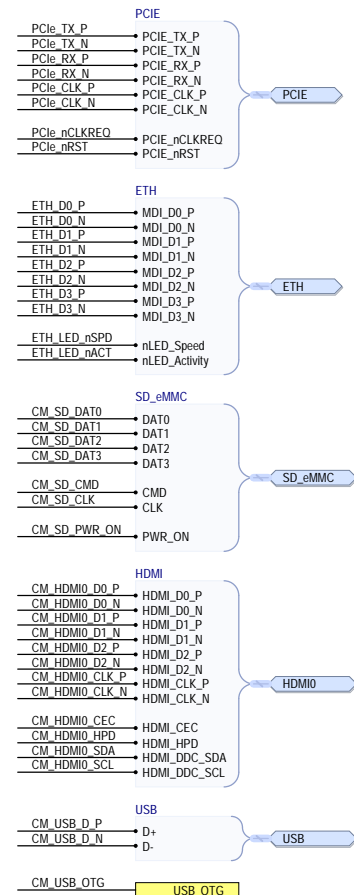 PCIE
PCIe_TX_P PCIE_TX_P
PCIe_TX_N PCIE_TX_N
PCIe_RX_P PCIE_RX_P
PCIe_RX_N PCIE_RX_N
PCIe_CLK_P PCIE_CLK_P PCIE
PCIe_CLK_N PCIE_CLK_N
PCIe_nCLKREQ PCIE_nCLKREQ
PCIe_nRST PCIE_nRST
ETH
ETH_D0_P MDI_D0_P
ETH_D0_N MDI_D0_N
ETH_D1_P MDI_D1_P
ETH_D1_N MDI_D1_N
ETH_D2_P MDI_D2_P
ETH_D2_N MDI_D2_N ETH
ETH_D3_P MDI_D3_P
ETH_D3_N MDI_D3_N
ETH_LED_nSPD nLED_Speed
ETH_LED_nACT nLED_Activity
SD_eMMC
CM_SD_DAT0 DAT0
CM_SD_DAT1 DAT1
CM_SD_DAT2 DAT2
CM_SD_DAT3 DAT3
SD_eMMC
CM_SD_CMD CMD
CM_SD_CLK CLK
CM_SD_PWR_ON PWR_ON
HDMI
CM_HDMI0_D0_P HDMI_D0_P
CM_HDMI0_D0_N HDMI_D0_N
CM_HDMI0_D1_P HDMI_D1_P
CM_HDMI0_D1_N HDMI_D1_N
CM_HDMI0_D2_P HDMI_D2_P
CM_HDMI0_D2_N HDMI_D2_N
CM_HDMI0_CLK_P HDMI_CLK_P HDMI0
CM_HDMI0_CLK_N HDMI_CLK_N
CM_HDMI0_CEC HDMI_CEC
CM_HDMI0_HPD HDMI_HPD
CM_HDMI0_SDA HDMI_DDC_SDA
CM_HDMI0_SCL HDMI_DDC_SCL
USB
CM_USB_D_P D+
CM_USB_D_N D- USB
CM_USB_OTG USB_OTG